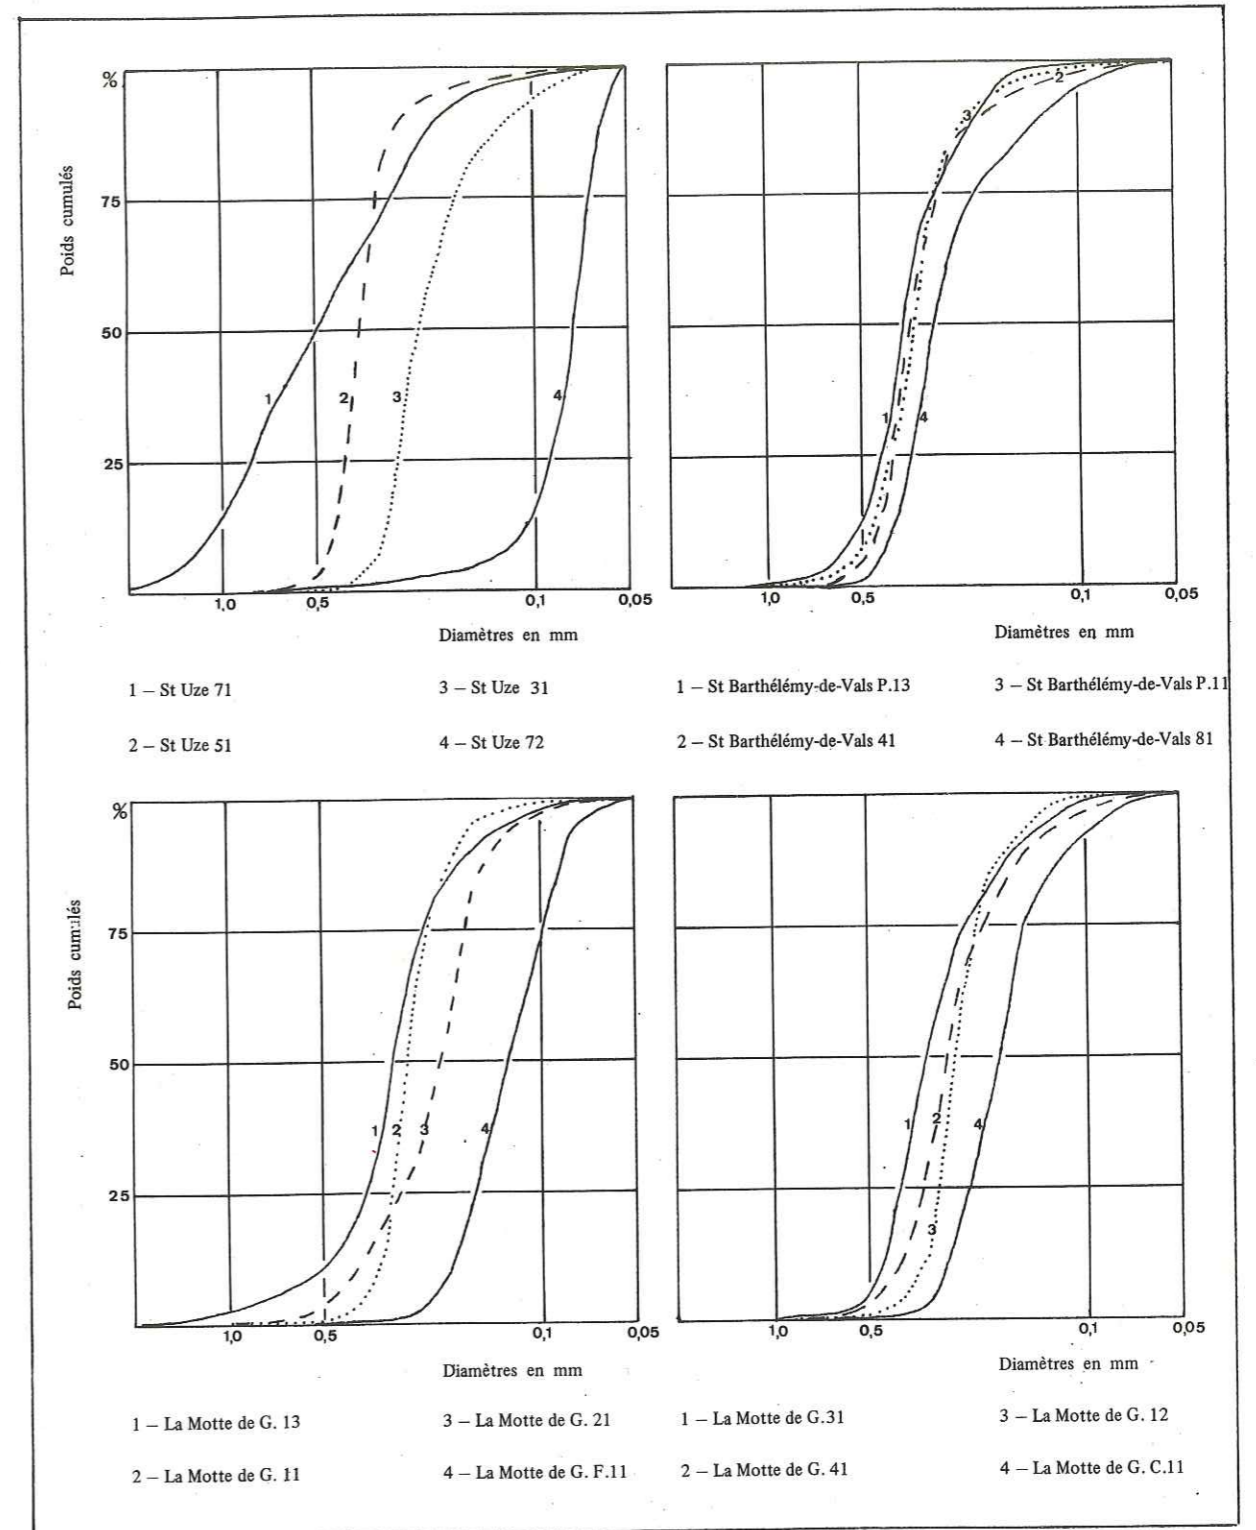 %
Poids cumulés
75
50
25
1
2
3
4
1,0
0,5
0,1
0,05
Diamètres en mm
1
2
3
4
1,0
0,5
0,1
0,05
Diamètres en mm
1 — St Uze 71
3 — St Uze 31
2 — St Uze 51
4 — St Uze 72
1 — St Barthélémy-de-Vals P.13
3 — St Barthélémy-de-Vals P.11
2 — St Barthélémy-de-Vals 41
4 — St Barthélémy-de-Vals 81
%
Poids cumulés
75
50
25
1
2
3
4
1,0
0,5
0,1
0,05
Diamètres en mm
1
2
3
4
1,0
0,5
0,1
0,05
Diamètres en mm
1 — La Motte de G. 13
3 — La Motte de G. 21
2 — La Motte de G. 11
4 — La Motte de G. F.11
1 — La Motte de G.31
3 — La Motte de G. 12
2 — La Motte de G. 41
4 — La Motte de G. C.11